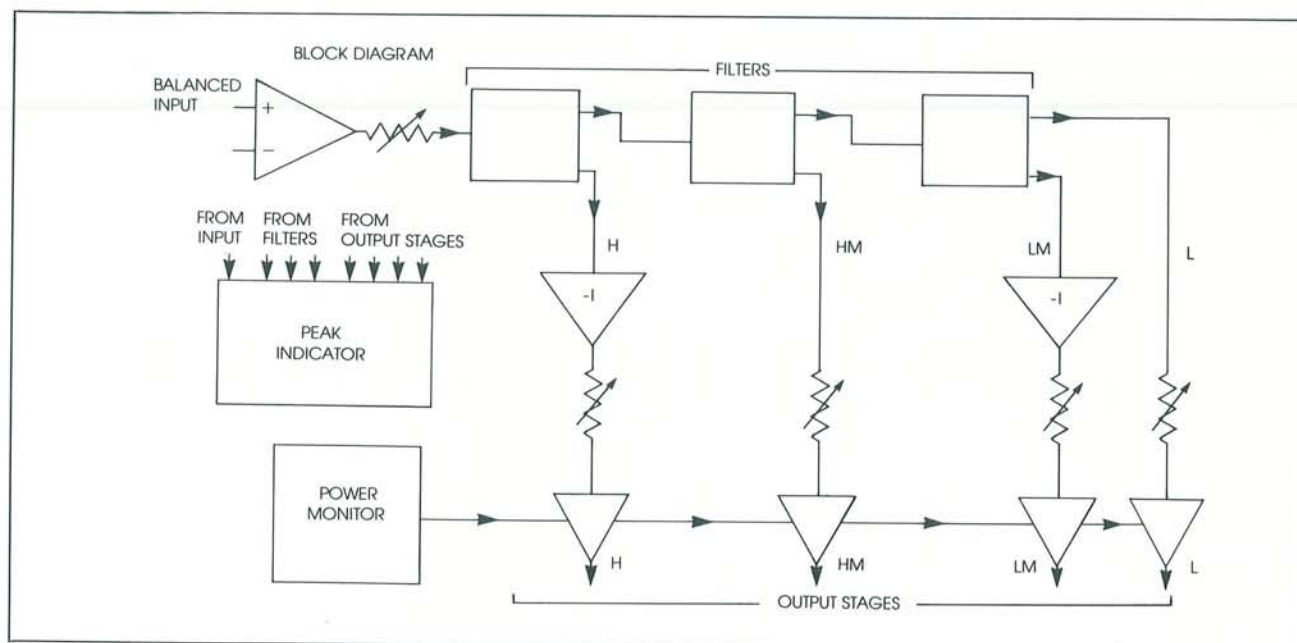 BLOCK DIAGRAM
FILTERS
BALANCED
INPUT
+
−
FROM
INPUT
FROM
FILTERS
FROM
OUTPUT STAGES
H
HM
LM
L
-I
-I
PEAK
INDICATOR
POWER
MONITOR
H
HM
LM
L
OUTPUT STAGES